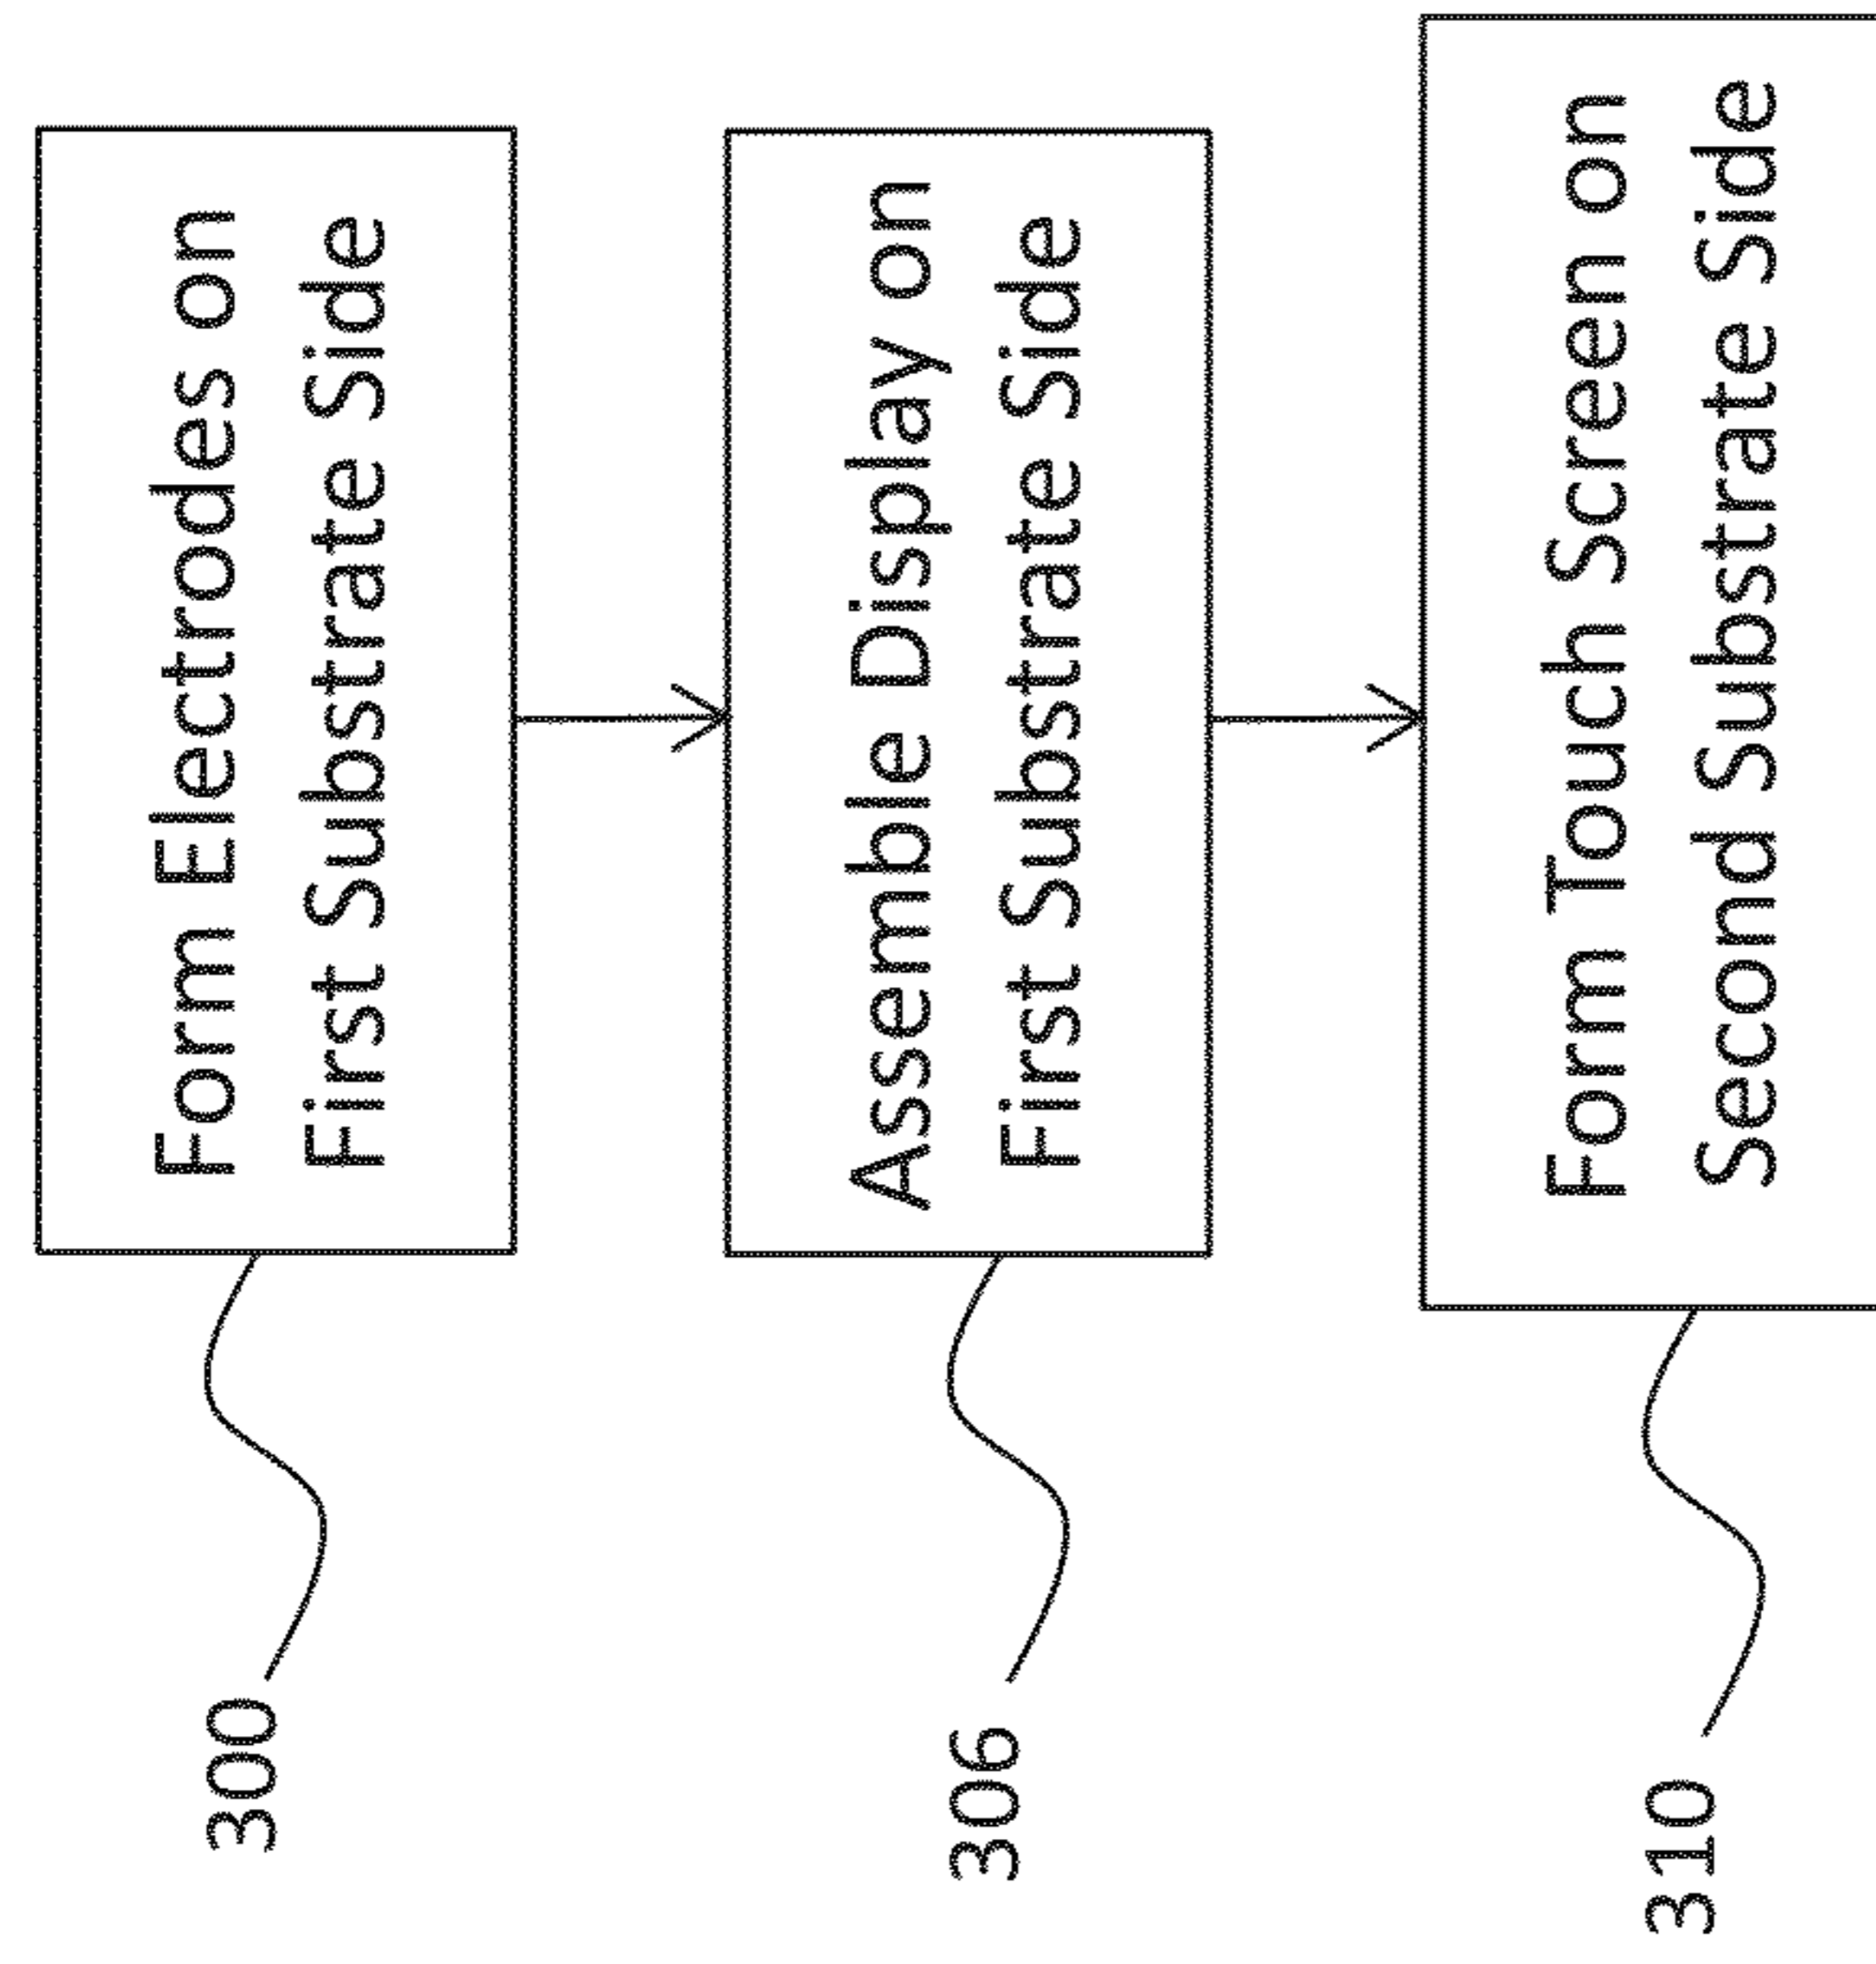 Form Electrodes on
First Substrate Side
300
Assemble Display on
First Substrate Side
306
Form Touch Screen on
Second Substrate Side
310